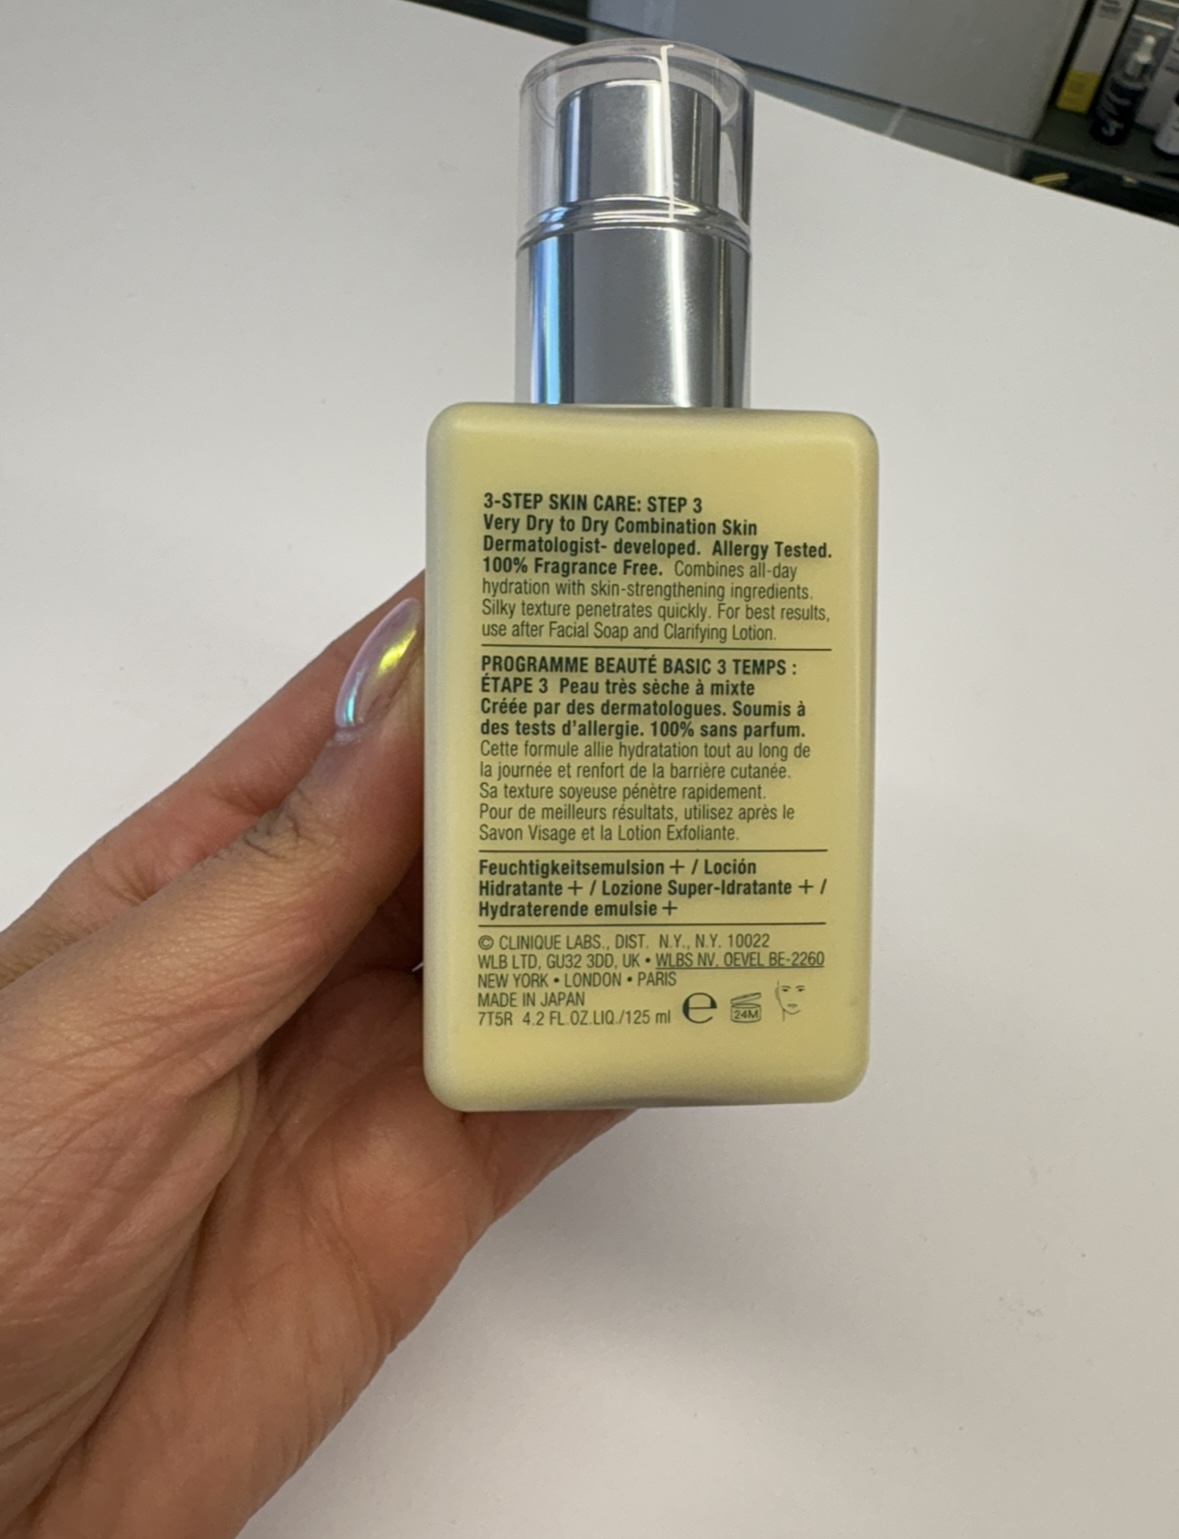 3-STEP SKIN CARE: STEP 3
Very Dry to Dry Combination Skin
Dermatologist- developed. Allergy Tested.
100% Fragrance Free. Combines all-day
hydration with skin-strengthening ingredients.
Silky texture penetrates quickly. For best results,
use after Facial Soap and Clarifying Lotion.
PROGRAMME BEAUTÉ BASIC 3 TEMPS :
ÉTAPE 3 Peau très sèche à mixte
Créée par des dermatologues. Soumis à
des tests d'allergie. 100% sans parfum.
Cette formule allie hydratation tout au long de
la journée et renfort de la barrière cutanée.
Sa texture soyeuse pénètre rapidement.
Pour de meilleurs résultats, utilisez après le
Savon Visage et la Lotion Exfoliante.
Feuchtigkeitsemulsion + / Loción
Hidratante + / Lozione Super-Idratante + /
Hydraterende emulsie +
© CLINIQUE LABS., DIST. N.Y., N.Y. 10022
WLB LTD, GU32 3DD, UK • WLBS NV, OEVEL BE-2260
NEW YORK • LONDON • PARIS
MADE IN JAPAN
7T5R 4.2 FL.OZ.LIQ./125 ml e 24M